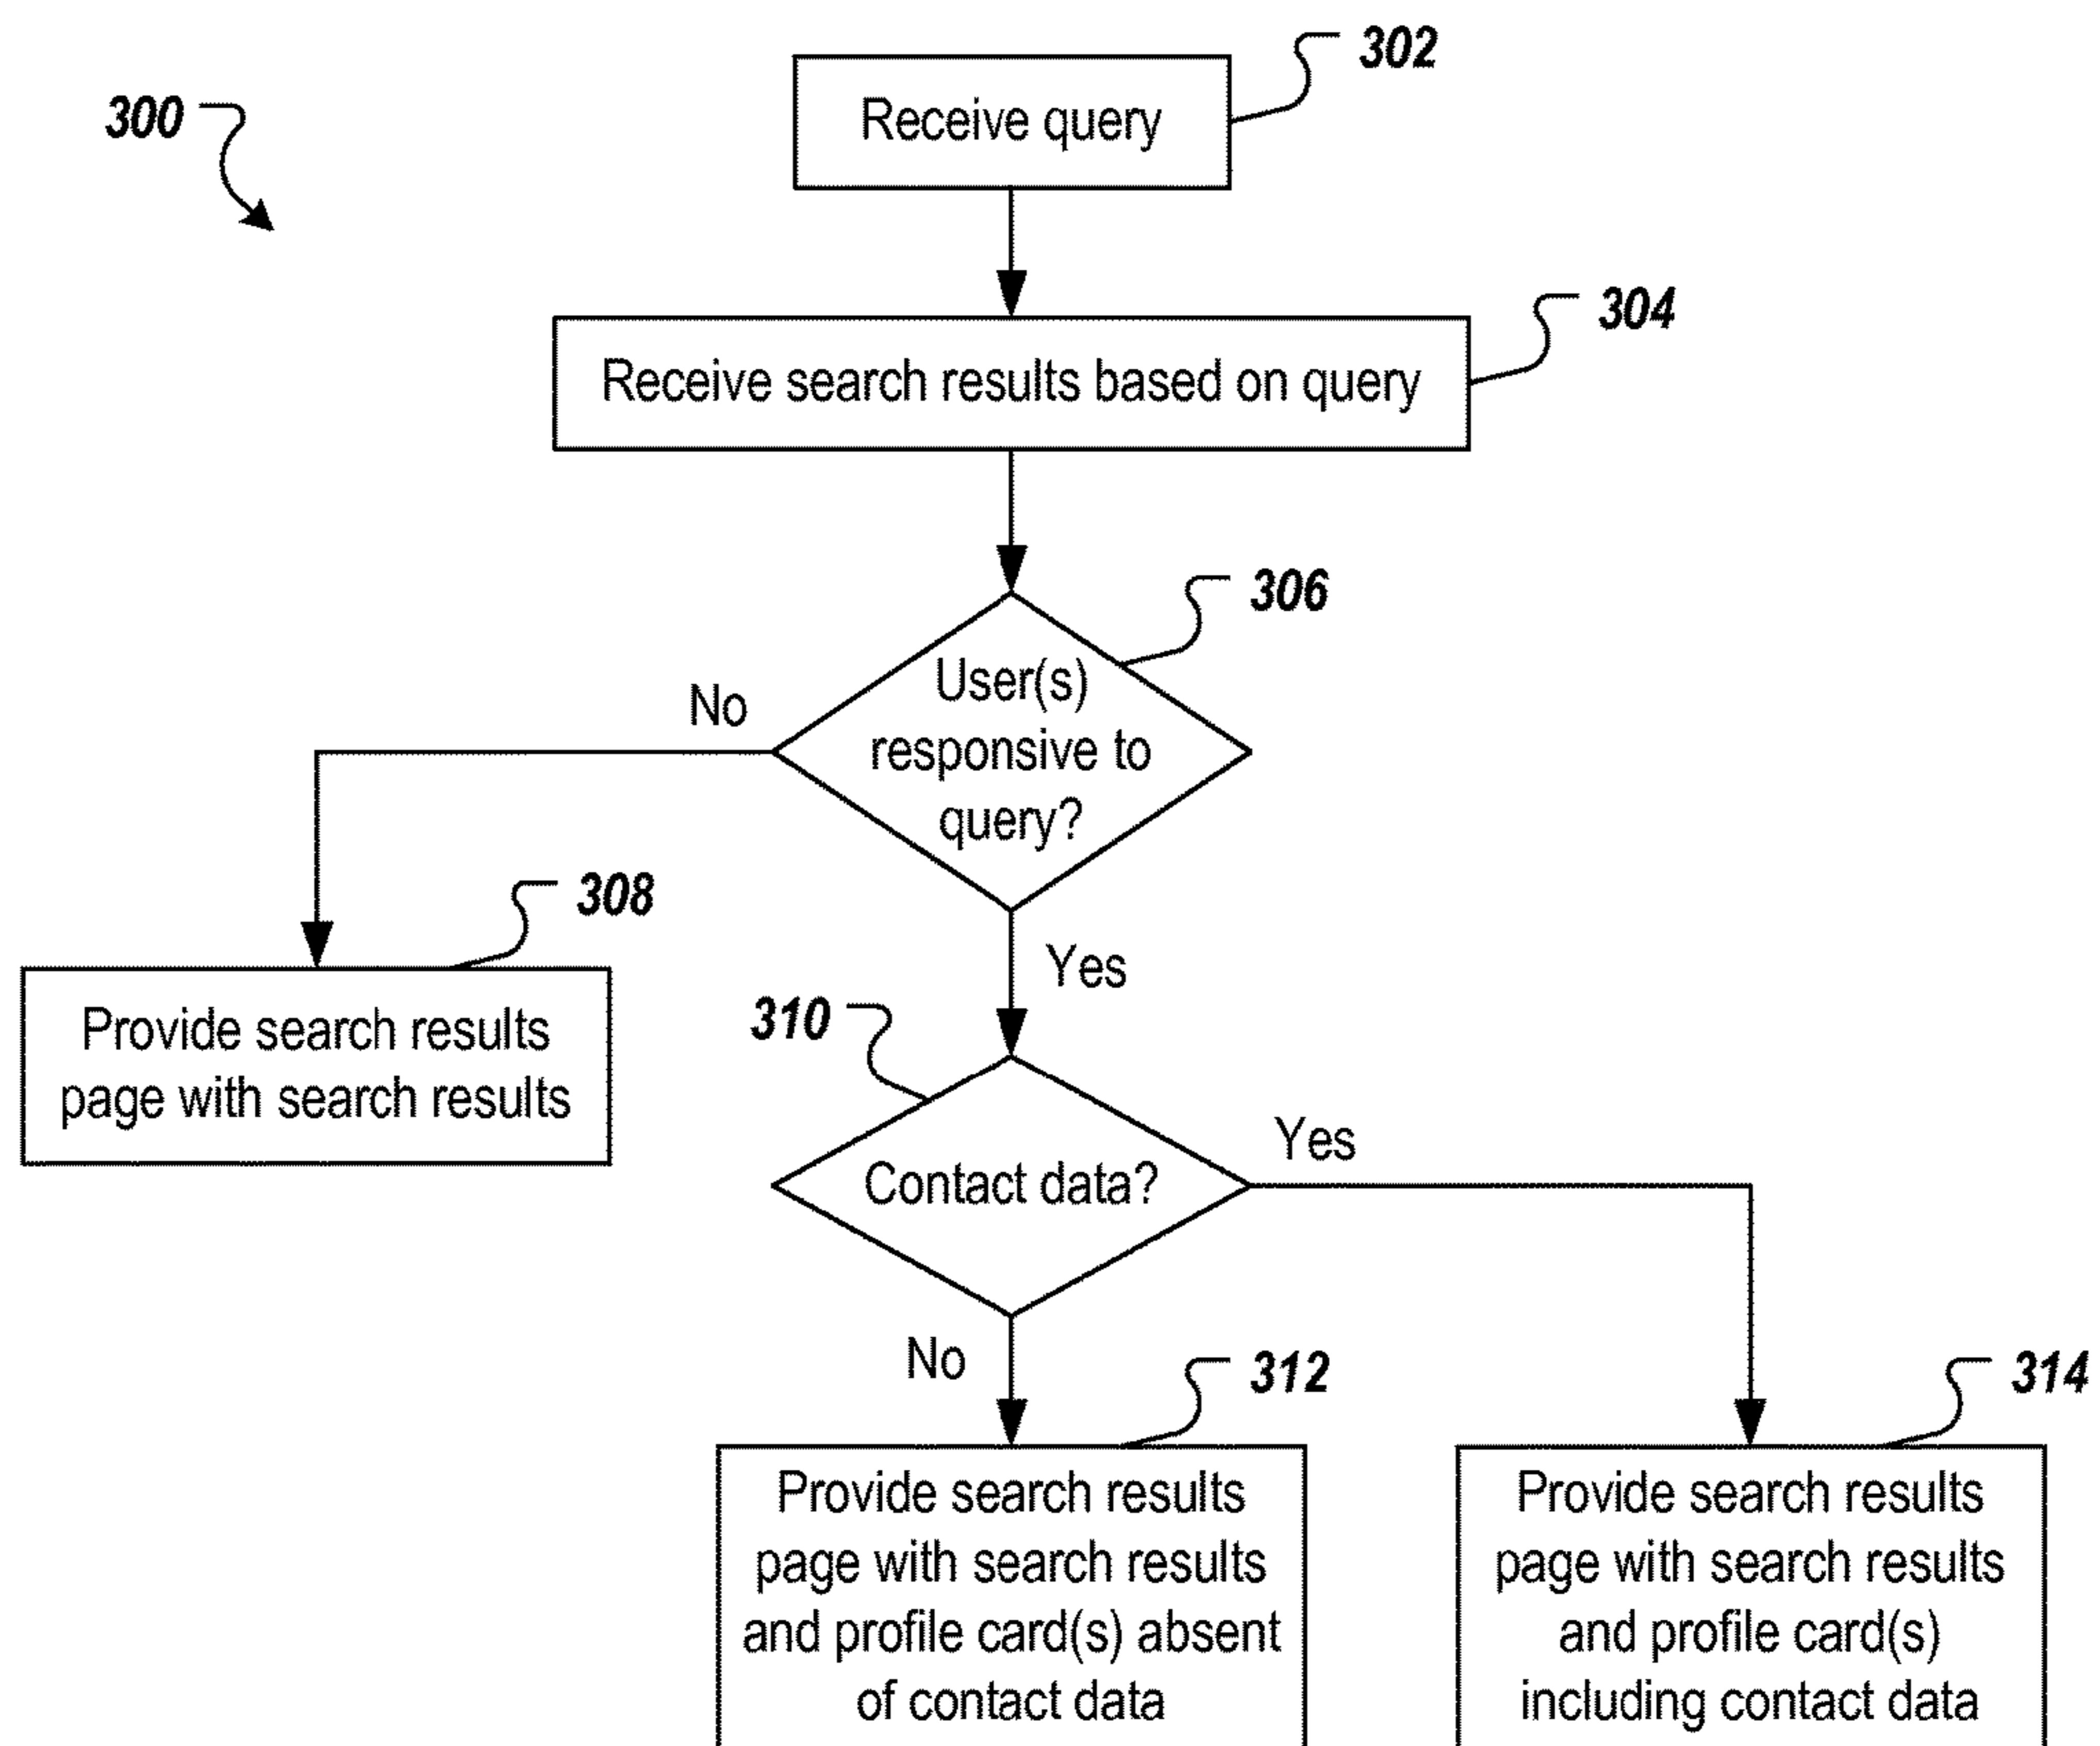 302
Receive query
300
304
Receive search results based on query
306
User(s)
responsive to
query?
No
308
Yes
Provide search results
page with search results
310
Contact data?
Yes
No
312
314
Provide search results
page with search results
and profile card(s) absent
of contact data
Provide search results
page with search results
and profile card(s)
including contact data